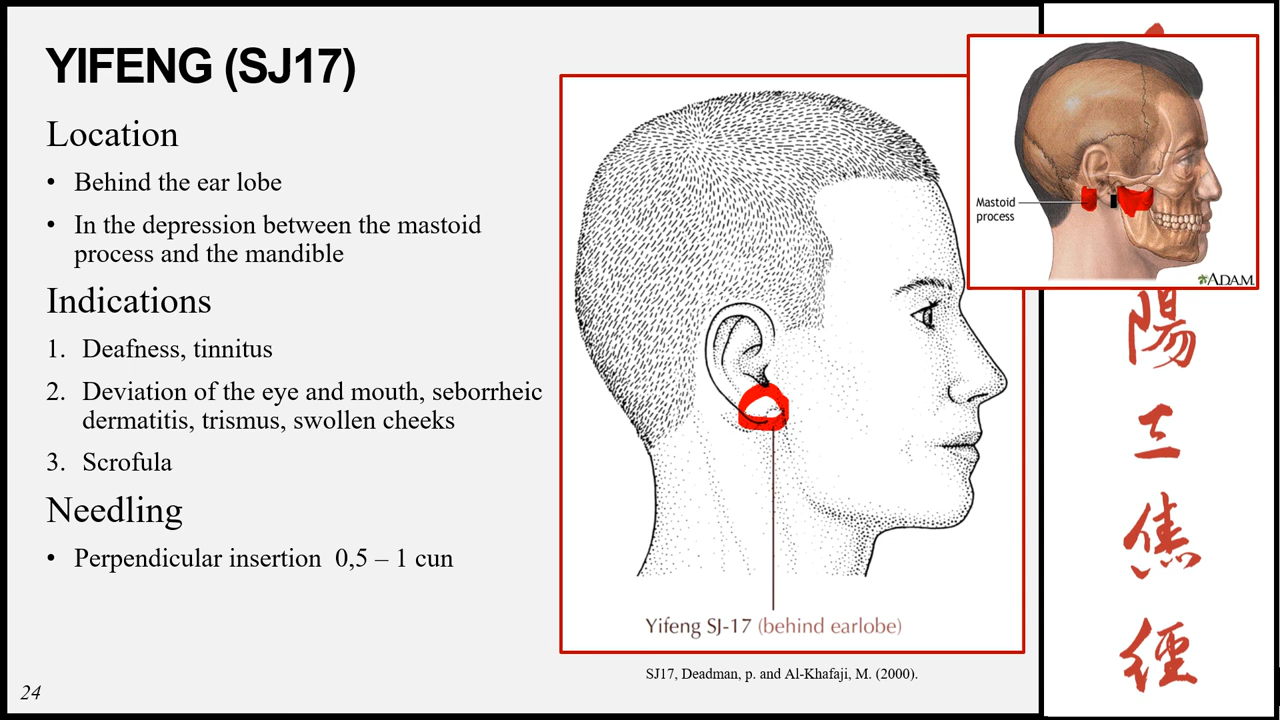 YIFENG (SJ17)
Location
• Behind the ear lobe
• In the depression between the mastoid
process and the mandible
Indications
1. Deafness, tinnitus
2. Deviation of the eye and mouth, seborrheic
dermatitis, trismus, swollen cheeks
3. Scrofula
Needling
• Perpendicular insertion 0,5 – 1 cun
24
Yifeng SJ-17 (behind earlobe)
SJ17, Deadman, p. and Al-Khafaji, M. (2000).
Mastoid
process
ADAM.
陽
三
焦
經